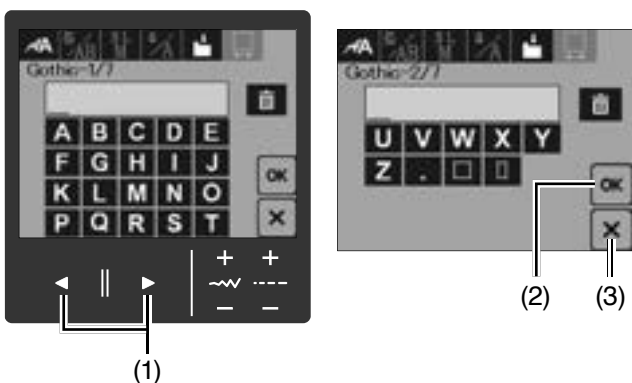 Gothic-1/7
A B C D E
F G H I J
K L M N O
P Q R S T
OK
×
+ +
− −
(1)
Gothic-2/7
U V W X Y
Z .
OK
×
(2) (3)